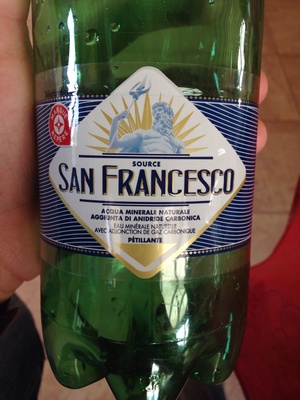 SOURCE
SAN FRANCESCO
ACQUA MINERALE NATURALE
AGGIUNTA DI ANIDRIDE CARBONICA
EAU MINÉRALE NATURELLE
AVEC ADJONCTION DE GAZ CARBONIQUE
PÉTILLANTE